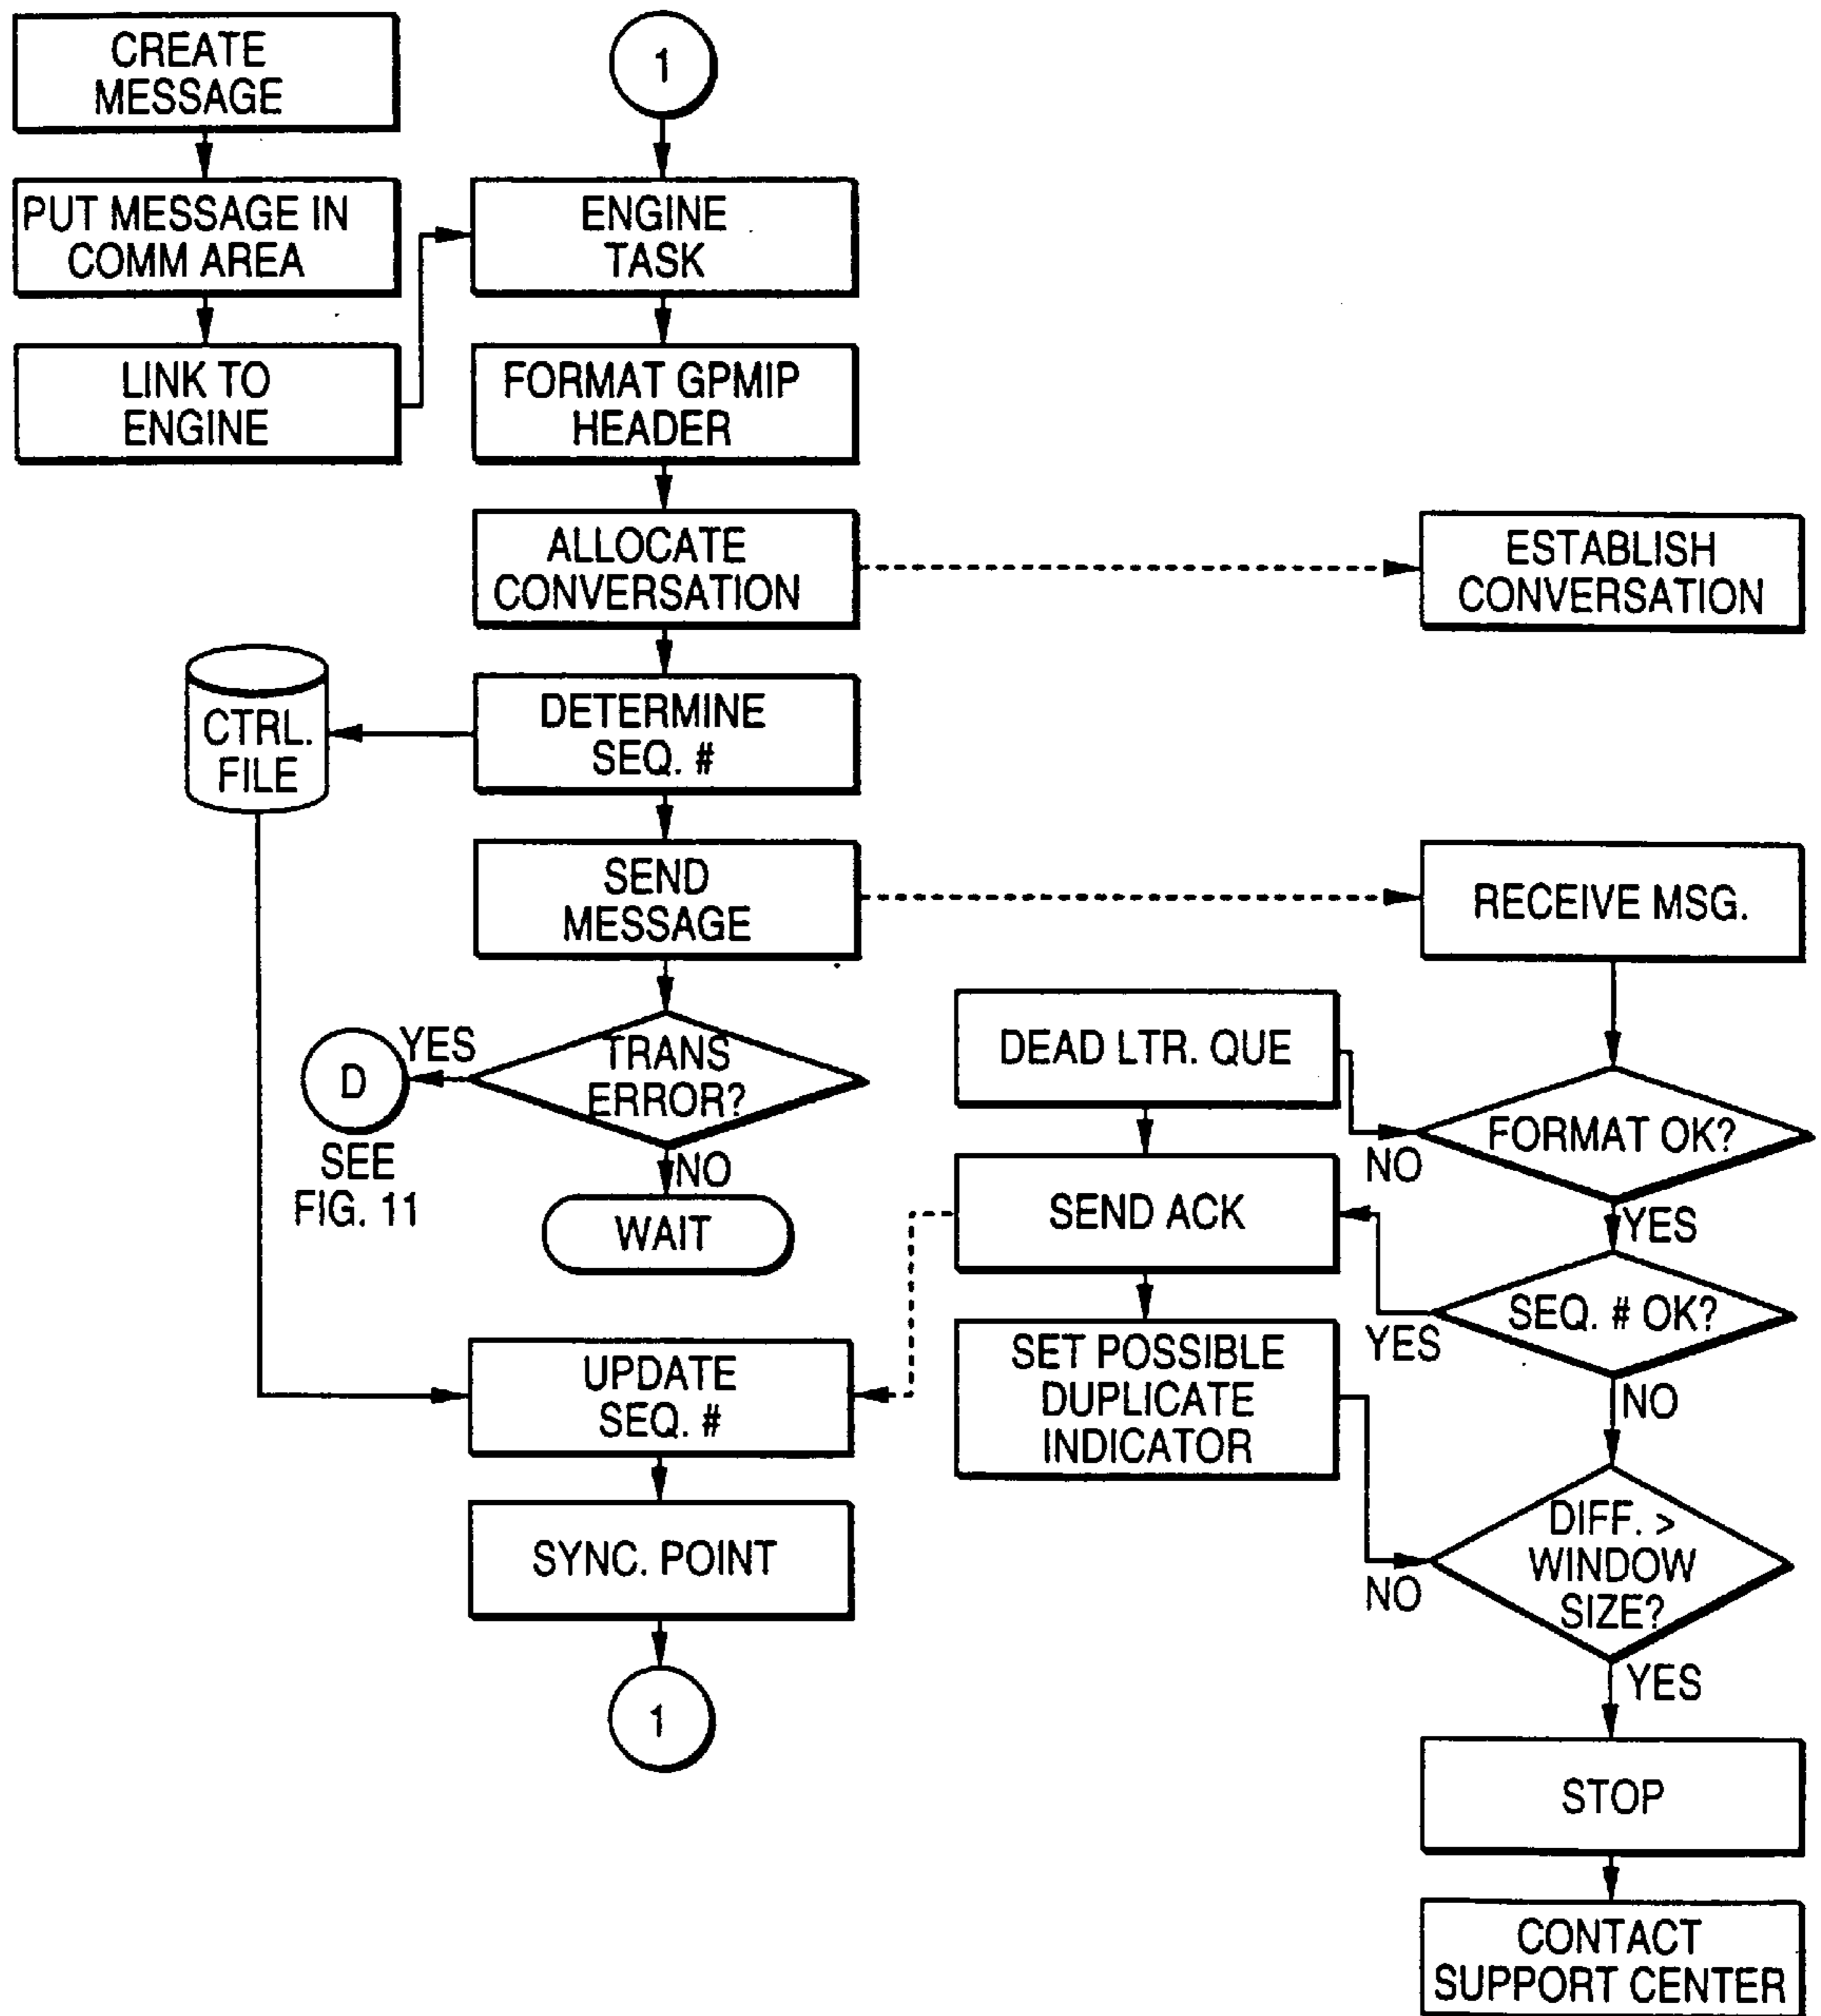 CREATE
MESSAGE
PUT MESSAGE IN
COMM AREA
LINK TO
ENGINE
1
ENGINE
TASK
FORMAT GPMIP
HEADER
ALLOCATE
CONVERSATION
ESTABLISH
CONVERSATION
DETERMINE
SEQ. #
CTRL.
FILE
SEND
MESSAGE
RECEIVE MSG.
TRANS
ERROR?
YES
D
SEE
FIG. 11
NO
WAIT
DEAD LTR. QUE
FORMAT OK?
NO
YES
SEND ACK
SEQ. # OK?
YES
NO
SET POSSIBLE
DUPLICATE
INDICATOR
UPDATE
SEQ. #
DIFF. >
WINDOW
SIZE?
NO
YES
SYNC. POINT
1
STOP
CONTACT
SUPPORT CENTER